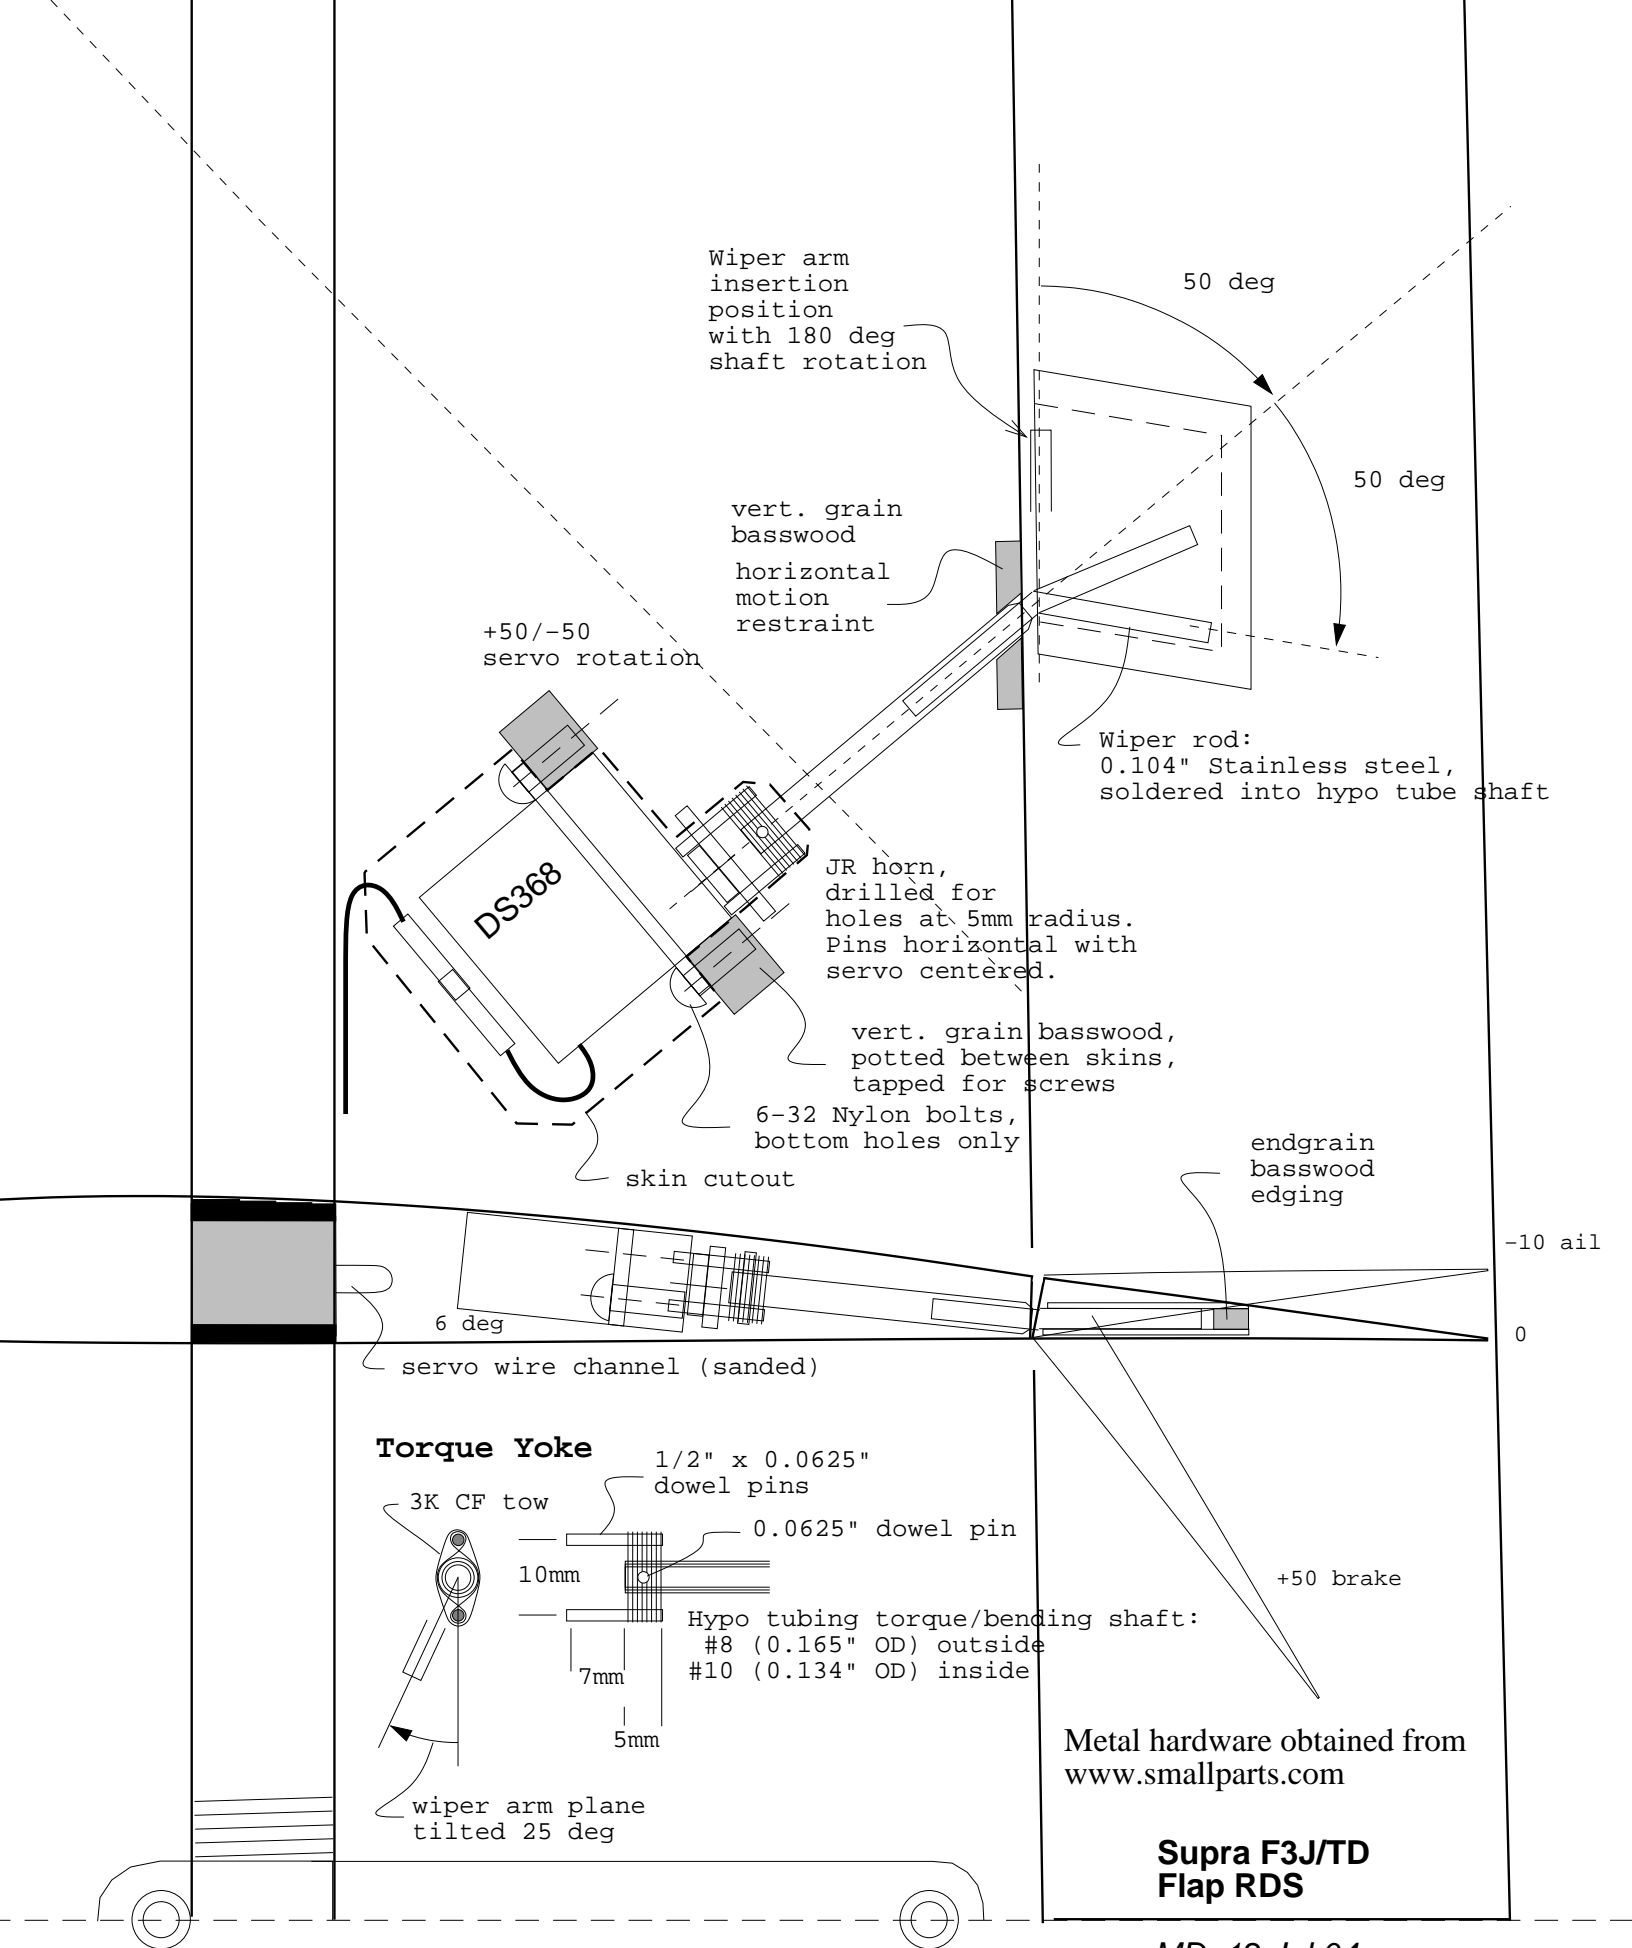 Wiper arm
insertion
position
with 180 deg
shaft rotation
50 deg
50 deg
vert. grain
basswood
horizontal
motion
restraint
+50/-50
servo rotation
Wiper rod:
0.104" Stainless steel,
soldered into hypo tube shaft
DS368
JR horn,
drilled for
holes at 5mm radius.
Pins horizontal with
servo centered.
vert. grain basswood,
potted between skins,
tapped for screws
6-32 Nylon bolts,
bottom holes only
skin cutout
endgrain
basswood
edging
-10 ail
6 deg
0
servo wire channel (sanded)
Torque Yoke
1/2" x 0.0625"
dowel pins
3K CF tow
0.0625" dowel pin
10mm
+50 brake
Hypo tubing torque/bending shaft:
#8 (0.165" OD) outside
#10 (0.134" OD) inside
7mm
5mm
Metal hardware obtained from
www.smallparts.com
wiper arm plane
tilted 25 deg
Supra F3J/TD
Flap RDS